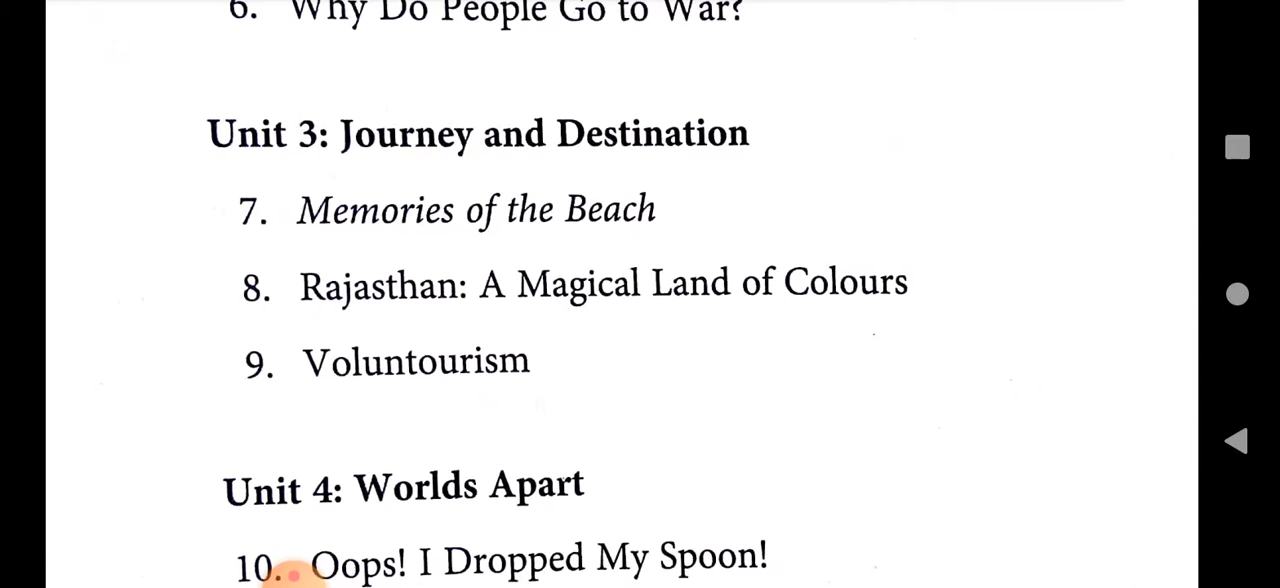 6. Why Do People Go to War?
Unit 3: Journey and Destination
7. Memories of the Beach
8. Rajasthan: A Magical Land of Colours
9. Voluntourism
Unit 4: Worlds Apart
10. Oops! I Dropped My Spoon!